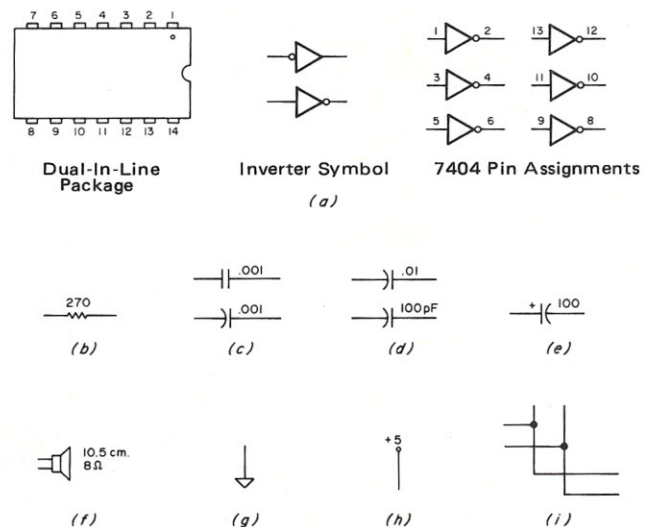 7 6 5 4 3 2 1
8 9 10 11 12 13 14
Dual-In-Line
Package
Inverter Symbol
1 2 13 12
3 4 11 10
5 6 9 8
7404 Pin Assignments
(a)
270
(b)
.001
.001
(c)
.01
100pF
(d)
+ 100
(e)
10.5 cm.
8Ω
(f)
(g)
+5
(h)
(i)